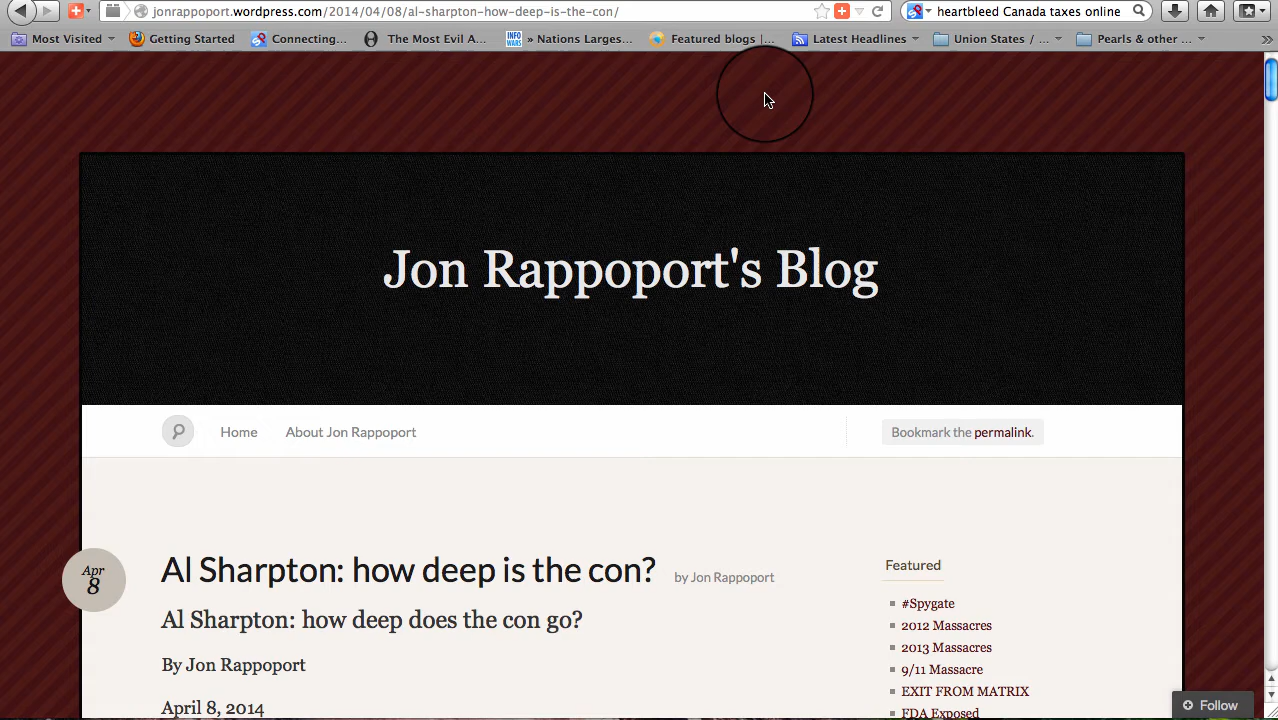 jonrappoport.wordpress.com/2014/04/08/al-sharpton-how-deep-is-the-con/
heartbleed Canada taxes online
Most Visited
Getting Started
Connecting...
The Most Evil A...
INFO WARS
» Nations Larges...
Featured blogs |...
Latest Headlines
Union States / ...
Pearls & other ...
»
Jon Rappoport's Blog
Home
About Jon Rappoport
Bookmark the permalink.
Apr
8
Al Sharpton: how deep is the con?
by Jon Rappoport
Al Sharpton: how deep does the con go?
By Jon Rappoport
April 8, 2014
Featured
#Spygate
2012 Massacres
2013 Massacres
9/11 Massacre
EXIT FROM MATRIX
FDA Exposed
Follow